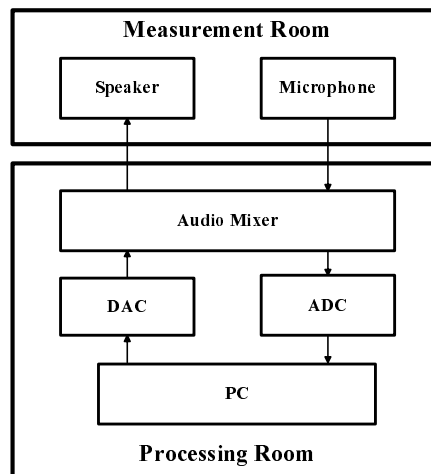 Measurement Room
Speaker
Microphone
Audio Mixer
DAC
ADC
PC
Processing Room